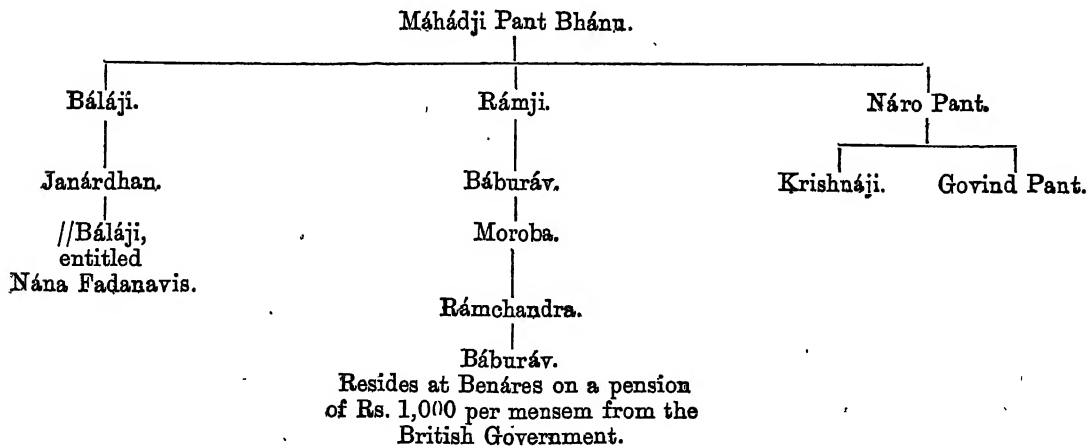 Máhádji Pant Bhánu.
Báláji. Rámji. Náro Pant.
Janárdhan. Báburáv. Krishnáji. Govind Pant.
//Báláji, Moroba.
entitled
Nána Fadanavis.
Rámchandra.
Báburáv.
Resides at Benáres on a pension
of Rs. 1,000 per mensem from the
British Government.